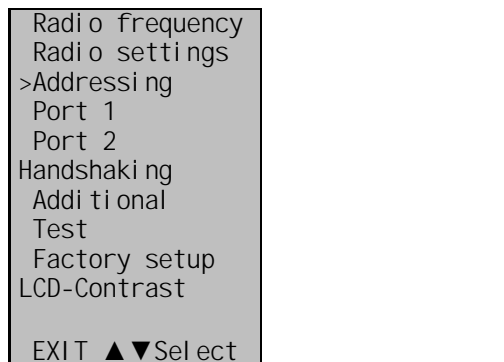 Radio frequency
Radio settings
>Addressing
Port 1
Port 2
Handshaking
Additional
Test
Factory setup
LCD-Contrast
EXIT ▲▼Select